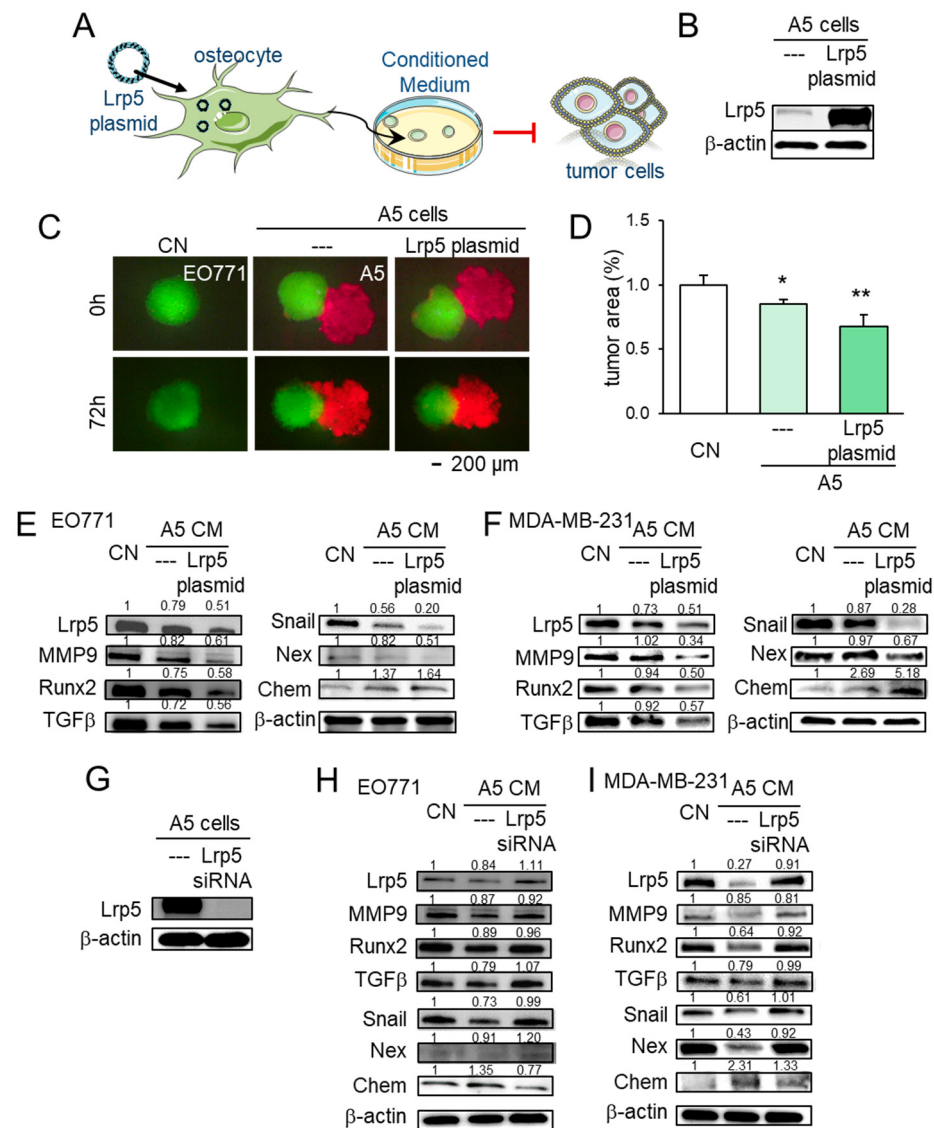 A
Lrp5
plasmid
osteocyte
Conditioned
Medium
tumor cells
B
A5 cells
--- Lrp5
plasmid
Lrp5
β-actin
C
A5 cells
CN --- Lrp5 plasmid
EO771 A5
0h
72h
200 µm
D
tumor area (%)
1.5
1.0
0.5
0.0
*
**
CN --- Lrp5
plasmid
A5
E EO771
A5 CM
CN --- Lrp5
plasmid
1 0.79 0.51
Lrp5
1 0.82 0.61
MMP9
1 0.75 0.58
Runx2
1 0.72 0.56
TGFβ
A5 CM
CN --- Lrp5
plasmid
1 0.56 0.20
Snail
1 0.82 0.51
Nex
1 1.37 1.64
Chem
β-actin
F MDA-MB-231
A5 CM
CN --- Lrp5
plasmid
1 0.73 0.51
Lrp5
1 1.02 0.34
MMP9
1 0.94 0.50
Runx2
1 0.92 0.57
TGFβ
A5 CM
CN --- Lrp5
plasmid
1 0.87 0.28
Snail
1 0.97 0.67
Nex
1 2.69 5.18
Chem
β-actin
G
A5 cells
--- Lrp5
siRNA
Lrp5
β-actin
H EO771
A5 CM
CN --- Lrp5
siRNA
1 0.84 1.11
Lrp5
1 0.87 0.92
MMP9
1 0.89 0.96
Runx2
1 0.79 1.07
TGFβ
1 0.73 0.99
Snail
1 0.91 1.20
Nex
1 1.35 0.77
Chem
β-actin
I MDA-MB-231
A5 CM
CN --- Lrp5
siRNA
1 0.27 0.91
Lrp5
1 0.85 0.81
MMP9
1 0.64 0.92
Runx2
1 0.79 0.99
TGFβ
1 0.61 1.01
Snail
1 0.43 0.92
Nex
1 2.31 1.33
Chem
β-actin